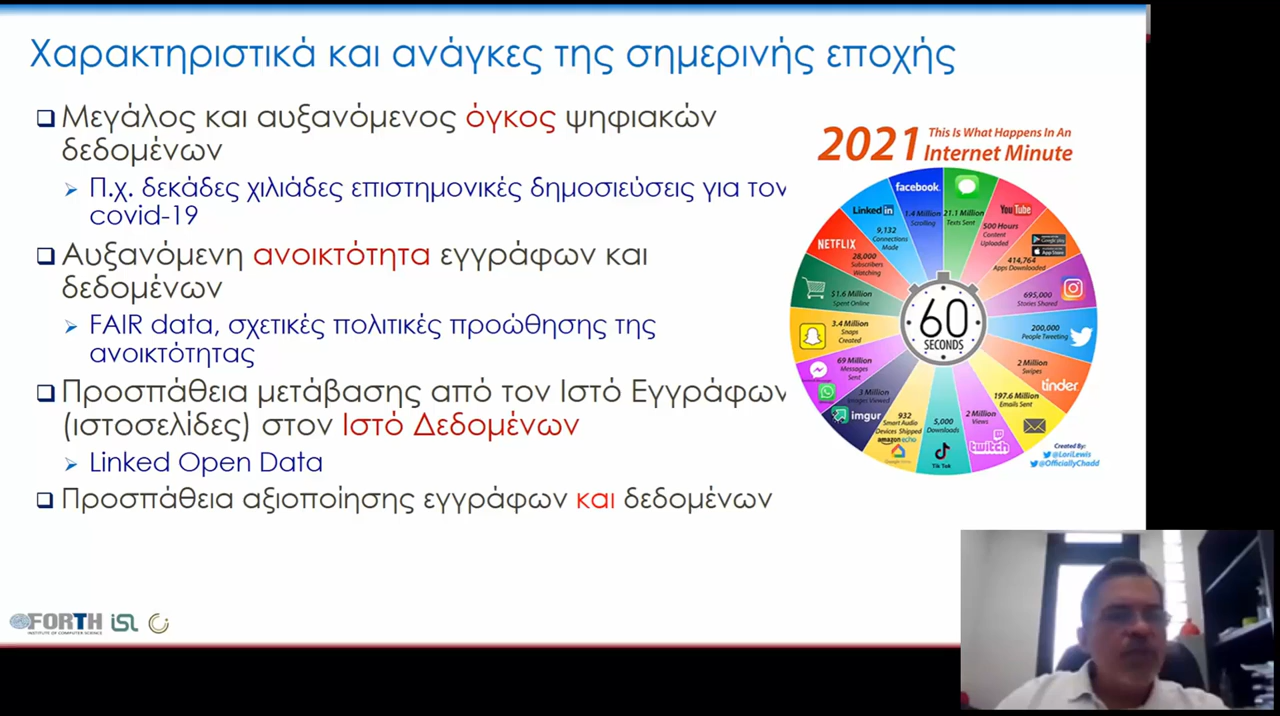 Χαρακτηριστικά και ανάγκες της σημερινής εποχής
Μεγάλος και αυξανόμενος όγκος ψηφιακών
δεδομένων
Π.χ. δεκάδες χιλιάδες επιστημονικές δημοσιεύσεις για τον
covid-19
Αυξανόμενη ανοικτότητα εγγράφων και
δεδομένων
FAIR data, σχετικές πολιτικές προώθησης της
ανοικτότητας
Προσπάθεια μετάβασης από τον Ιστό Εγγράφων
(ιστοσελίδες) στον Ιστό Δεδομένων
Linked Open Data
Προσπάθεια αξιοποίησης εγγράφων και δεδομένων
2021 This Is What Happens In An
Internet Minute
facebook
1.4 Million
Scrolling
21.1 Million
Texts Sent
YouTube
500 Hours
Content
Uploaded
Google play
App Store
414,764
Apps Downloaded
695,000
Stories Shared
200,000
People Tweeting
2 Million
Swipes
tinder
197.6 Million
Emails Sent
2 Million
Views
twitch
5,000
Downloads
Tik Tok
932
Smart Audio
Devices Shipped
amazon echo
3 Million
Images Viewed
imgur
69 Million
Messages
Sent
3.4 Million
Snaps
Created
$1.6 Million
Spent Online
NETFLIX
28,000
Subscribers
Watching
LinkedIn
9,132
Connections
Made
60
SECONDS
Created By:
@LoriLewis
@OfficiallyChadd
FORTH
INSTITUTE OF COMPUTER SCIENCE
isl